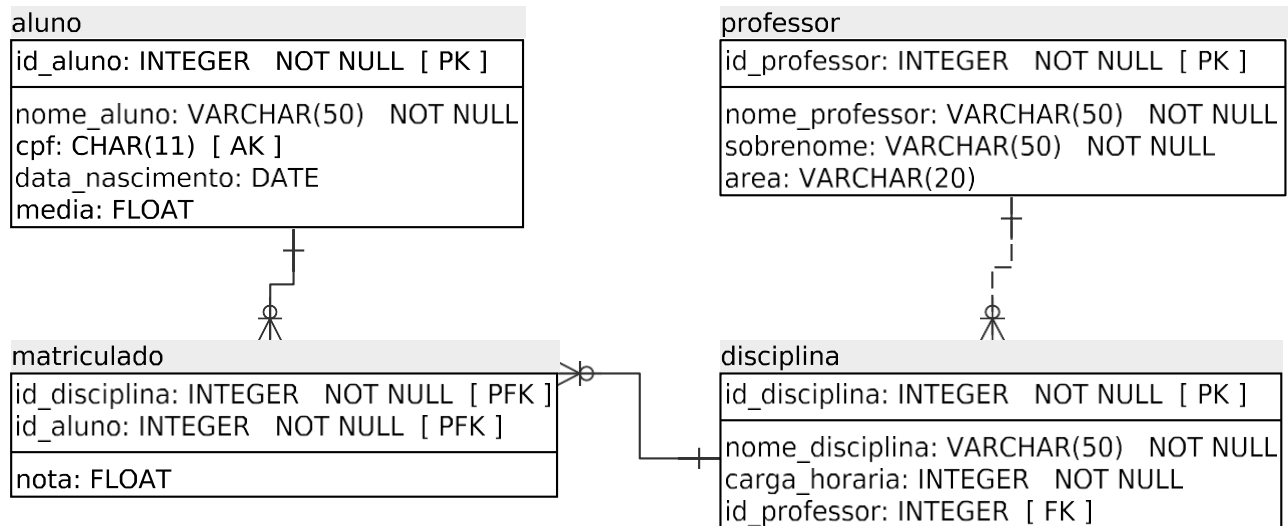 aluno
id_aluno: INTEGER NOT NULL [ PK ]
nome_aluno: VARCHAR(50) NOT NULL
cpf: CHAR(11) [ AK ]
data_nascimento: DATE
media: FLOAT
professor
id_professor: INTEGER NOT NULL [ PK ]
nome_professor: VARCHAR(50) NOT NULL
sobrenome: VARCHAR(50) NOT NULL
area: VARCHAR(20)
matriculado
id_disciplina: INTEGER NOT NULL [ PFK ]
id_aluno: INTEGER NOT NULL [ PFK ]
nota: FLOAT
disciplina
id_disciplina: INTEGER NOT NULL [ PK ]
nome_disciplina: VARCHAR(50) NOT NULL
carga_horaria: INTEGER NOT NULL
id_professor: INTEGER [ FK ]